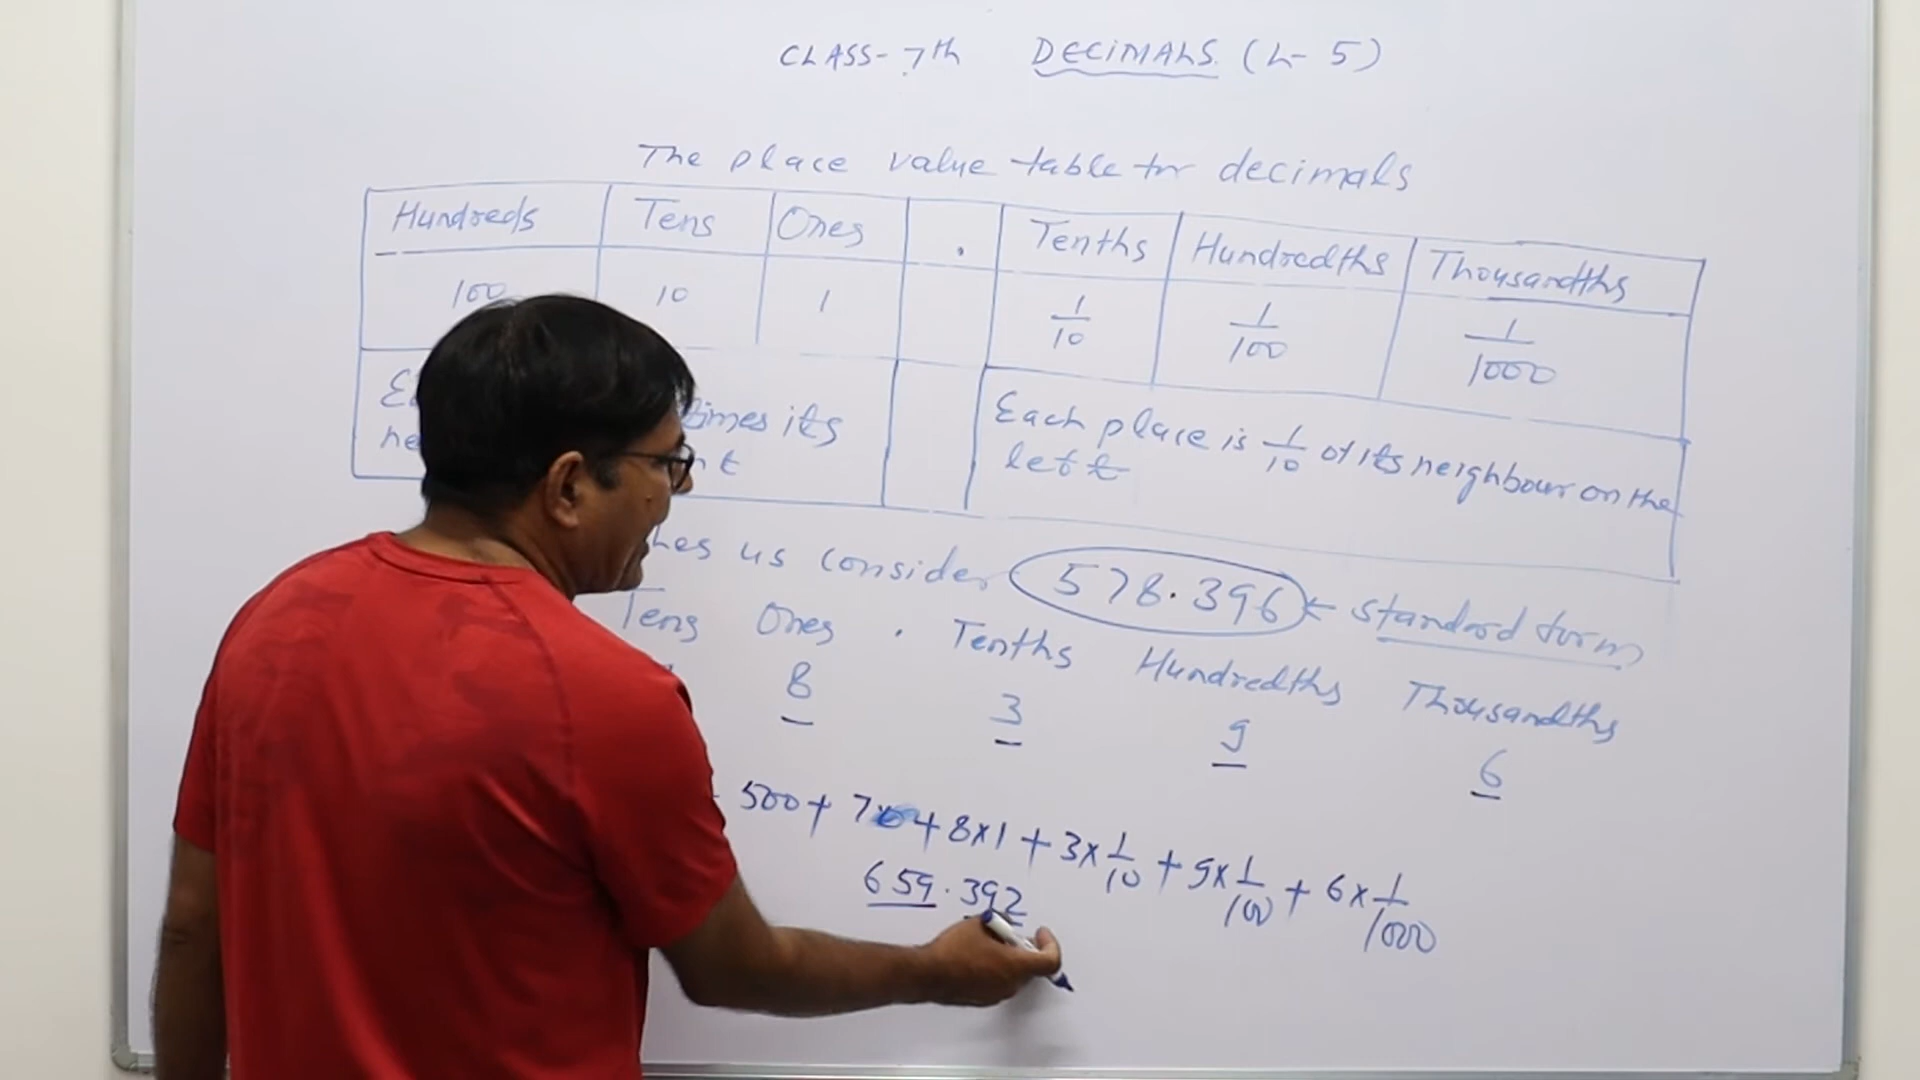 CLASS-7th DECIMALS (L-5)
The place value table for decimals
Hundreds Tens Ones . Tenths Hundredths Thousandths
100 10 1 1/10 1/100 1/1000
times its
Each place is 1/10 of its neighbour on the
left
us consider 578.396 ← standard form
Tens Ones . Tenths Hundredths Thousandths
8 3 9 6
500 + 7 + 8×1 + 3×1/10 + 9×1/100 + 6×1/1000
659.392